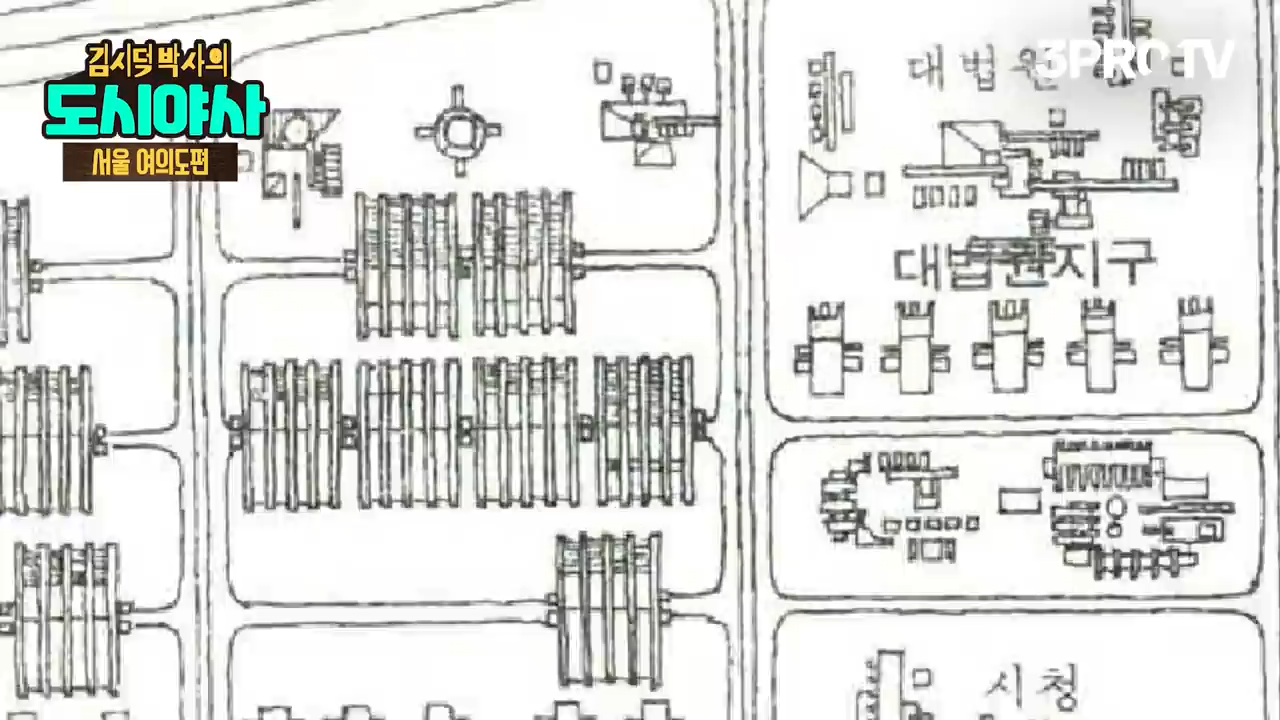 김시덕 박사의
도시야사
서울 여의도편
3PROTV
대법원
대법원지구
시청